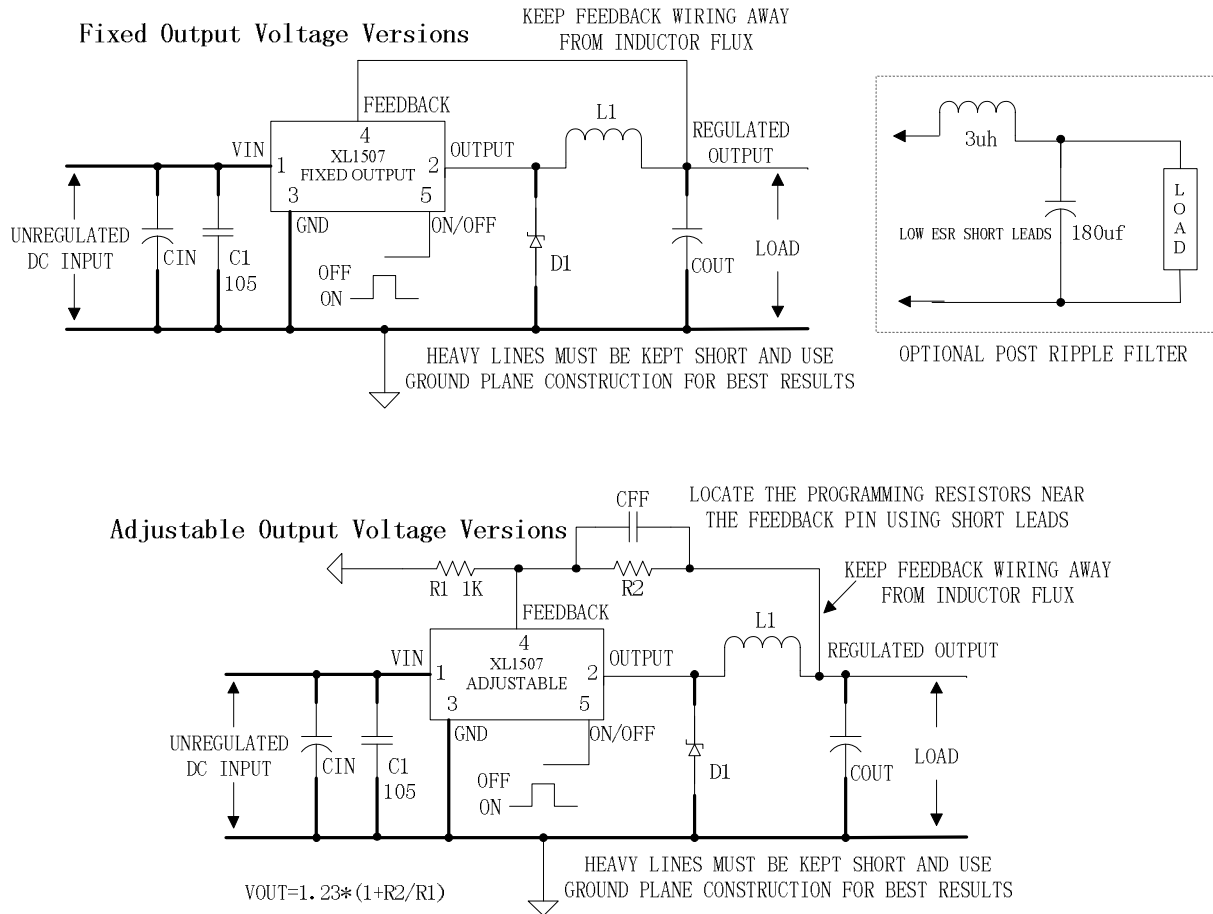 Fixed Output Voltage Versions
KEEP FEEDBACK WIRING AWAY
FROM INDUCTOR FLUX
FEEDBACK
4
XL1507
FIXED OUTPUT
1
2
3
5
VIN
OUTPUT
GND
ON/OFF
L1
REGULATED
OUTPUT
UNREGULATED
DC INPUT
CIN
C1
105
OFF
ON
D1
COUT
LOAD
HEAVY LINES MUST BE KEPT SHORT AND USE
GROUND PLANE CONSTRUCTION FOR BEST RESULTS
3uh
LOW ESR SHORT LEADS
180uf
LOAD
OPTIONAL POST RIPPLE FILTER
Adjustable Output Voltage Versions
CFF
LOCATE THE PROGRAMMING RESISTORS NEAR
THE FEEDBACK PIN USING SHORT LEADS
R1 1K
R2
KEEP FEEDBACK WIRING AWAY
FROM INDUCTOR FLUX
FEEDBACK
4
XL1507
ADJUSTABLE
1
2
3
5
VIN
OUTPUT
GND
ON/OFF
L1
REGULATED OUTPUT
UNREGULATED
DC INPUT
CIN
C1
105
OFF
ON
D1
COUT
LOAD
HEAVY LINES MUST BE KEPT SHORT AND USE
GROUND PLANE CONSTRUCTION FOR BEST RESULTS
VOUT=1.23*(1+R2/R1)